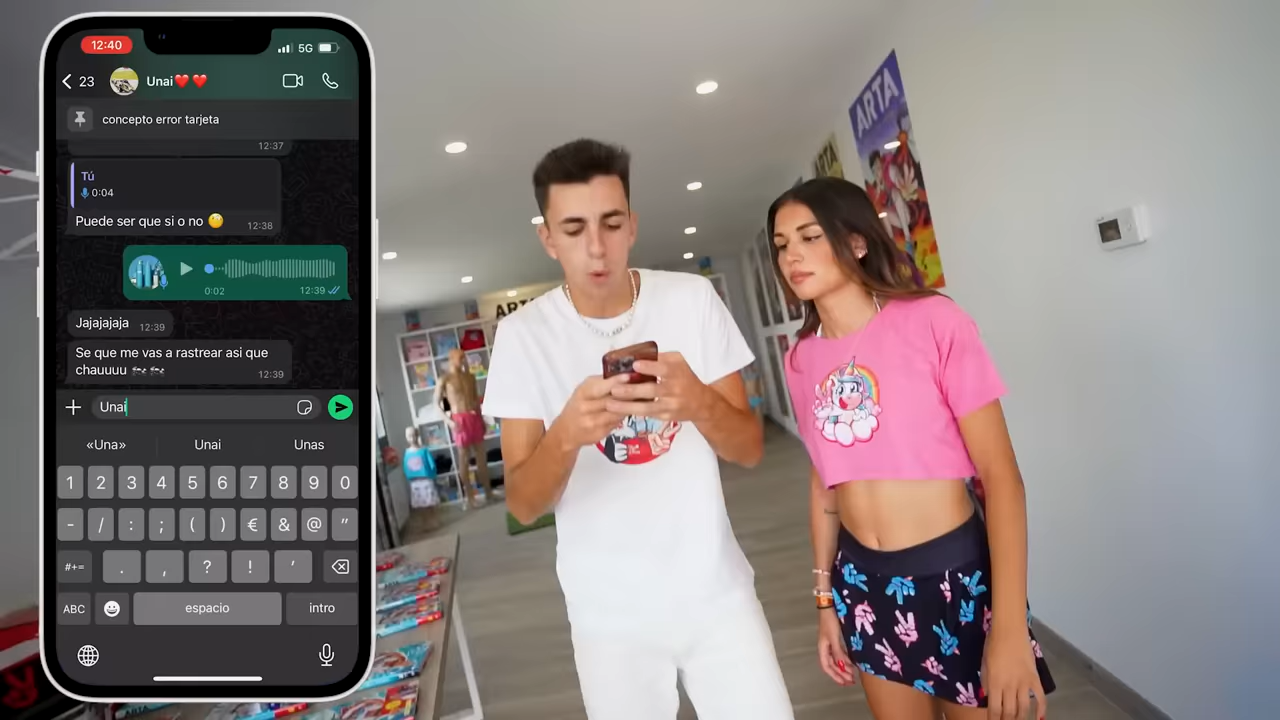 12:40
5G
23
Unai❤️❤️
concepto error tarjeta
12:37
Tú
0:04
Puede ser que si o no 🤔
12:38
0:02
12:39
Jajajajaja
12:39
Se que me vas a rastrear asi que
chauuuu 🏍️🏍️
12:39
Unai
«Una» Unai Unas
1 2 3 4 5 6 7 8 9 0
- / : ; ( ) € & @ "
#+= . , ? ! '
ABC espacio intro
ARTA
ARTA
ART